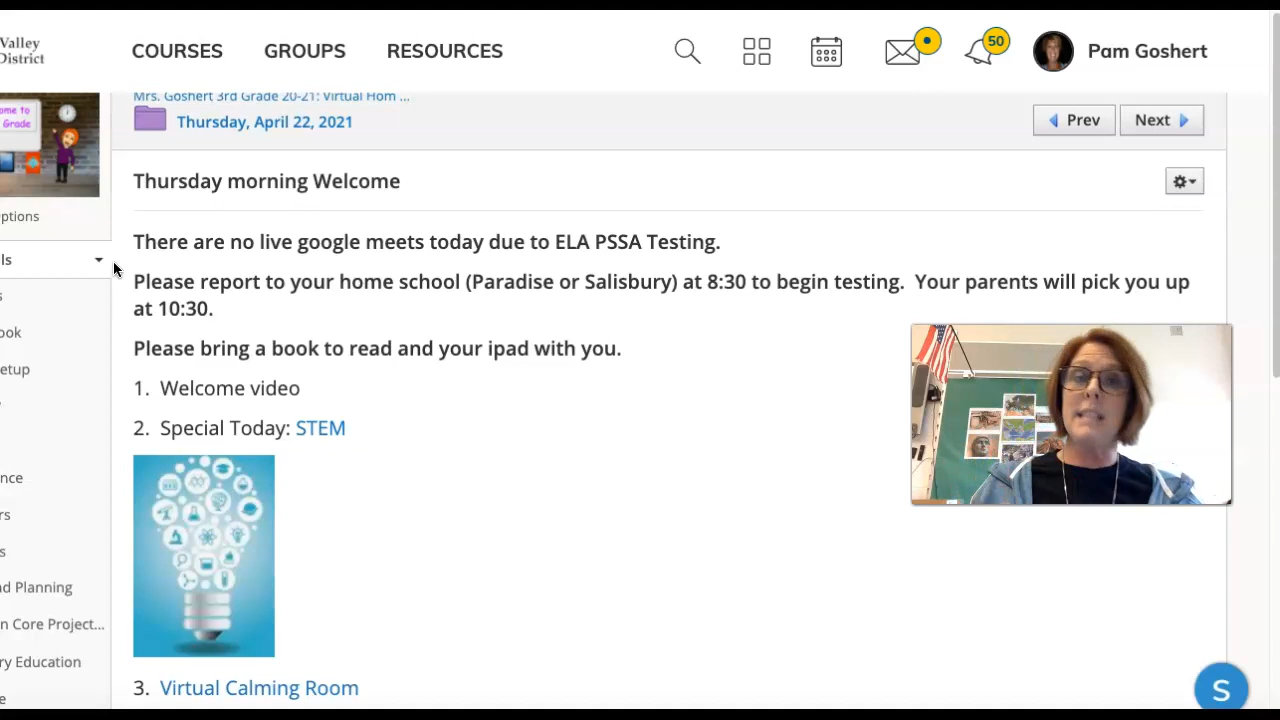 Valley
District
COURSES GROUPS RESOURCES
50
Pam Goshert
Mrs. Goshert 3rd Grade 20-21: Virtual Hom ...
Thursday, April 22, 2021
Prev Next
ome to
Grade
Thursday morning Welcome
ptions
There are no live google meets today due to ELA PSSA Testing.
ls
Please report to your home school (Paradise or Salisbury) at 8:30 to begin testing. Your parents will pick you up
at 10:30.
s
ook
Please bring a book to read and your ipad with you.
etup
1. Welcome video
2. Special Today: STEM
nce
rs
s
nd Planning
n Core Project...
ry Education
e
3. Virtual Calming Room
S